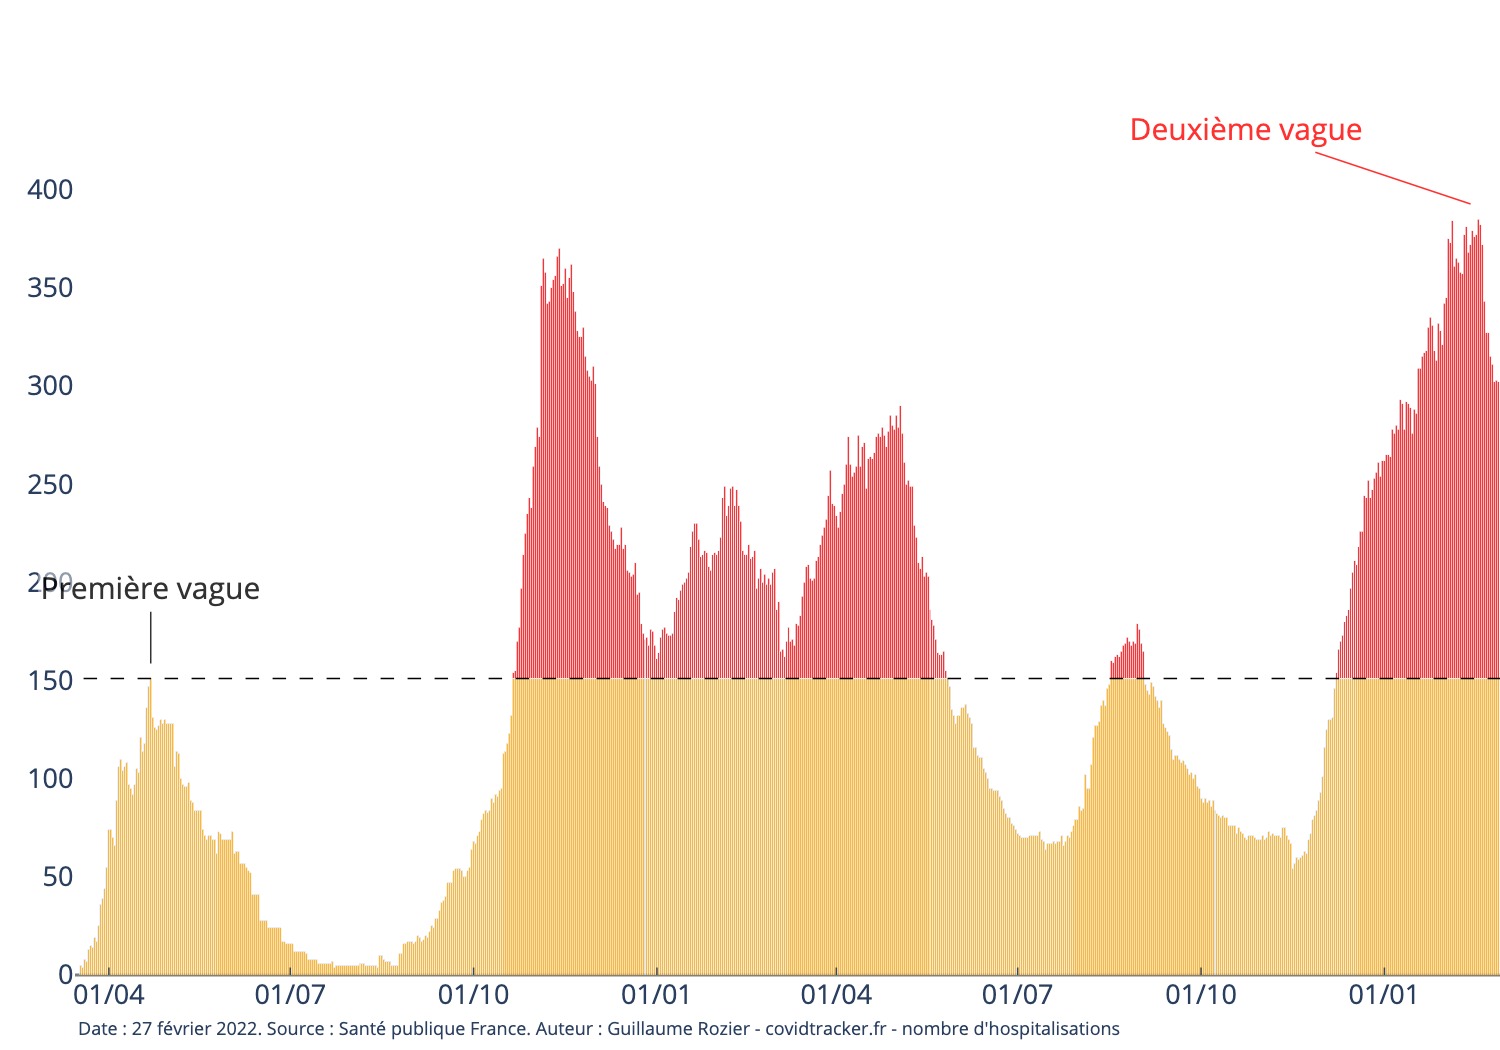 Deuxième vague
400
350
300
250
200
Première vague
150
100
50
0
01/04 01/07 01/10 01/01 01/04 01/07 01/10 01/01
Date : 27 février 2022. Source : Santé publique France. Auteur : Guillaume Rozier - covidtracker.fr - nombre d'hospitalisations